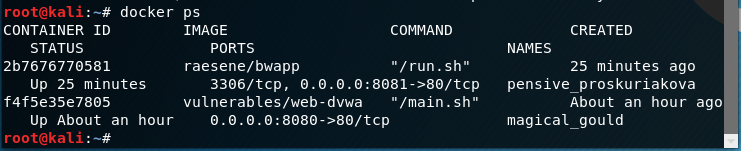 root@kali:~# docker ps
CONTAINER ID        IMAGE                  COMMAND             CREATED
   STATUS              PORTS                            NAMES
2b7676770581        raesene/bwapp          "/run.sh"           25 minutes ago
   Up 25 minutes       3306/tcp, 0.0.0.0:8081->80/tcp   pensive_proskuriakova
f4f5e35e7805        vulnerables/web-dvwa   "/main.sh"          About an hour ago
   Up About an hour    0.0.0.0:8080->80/tcp             magical_gould
root@kali:~#